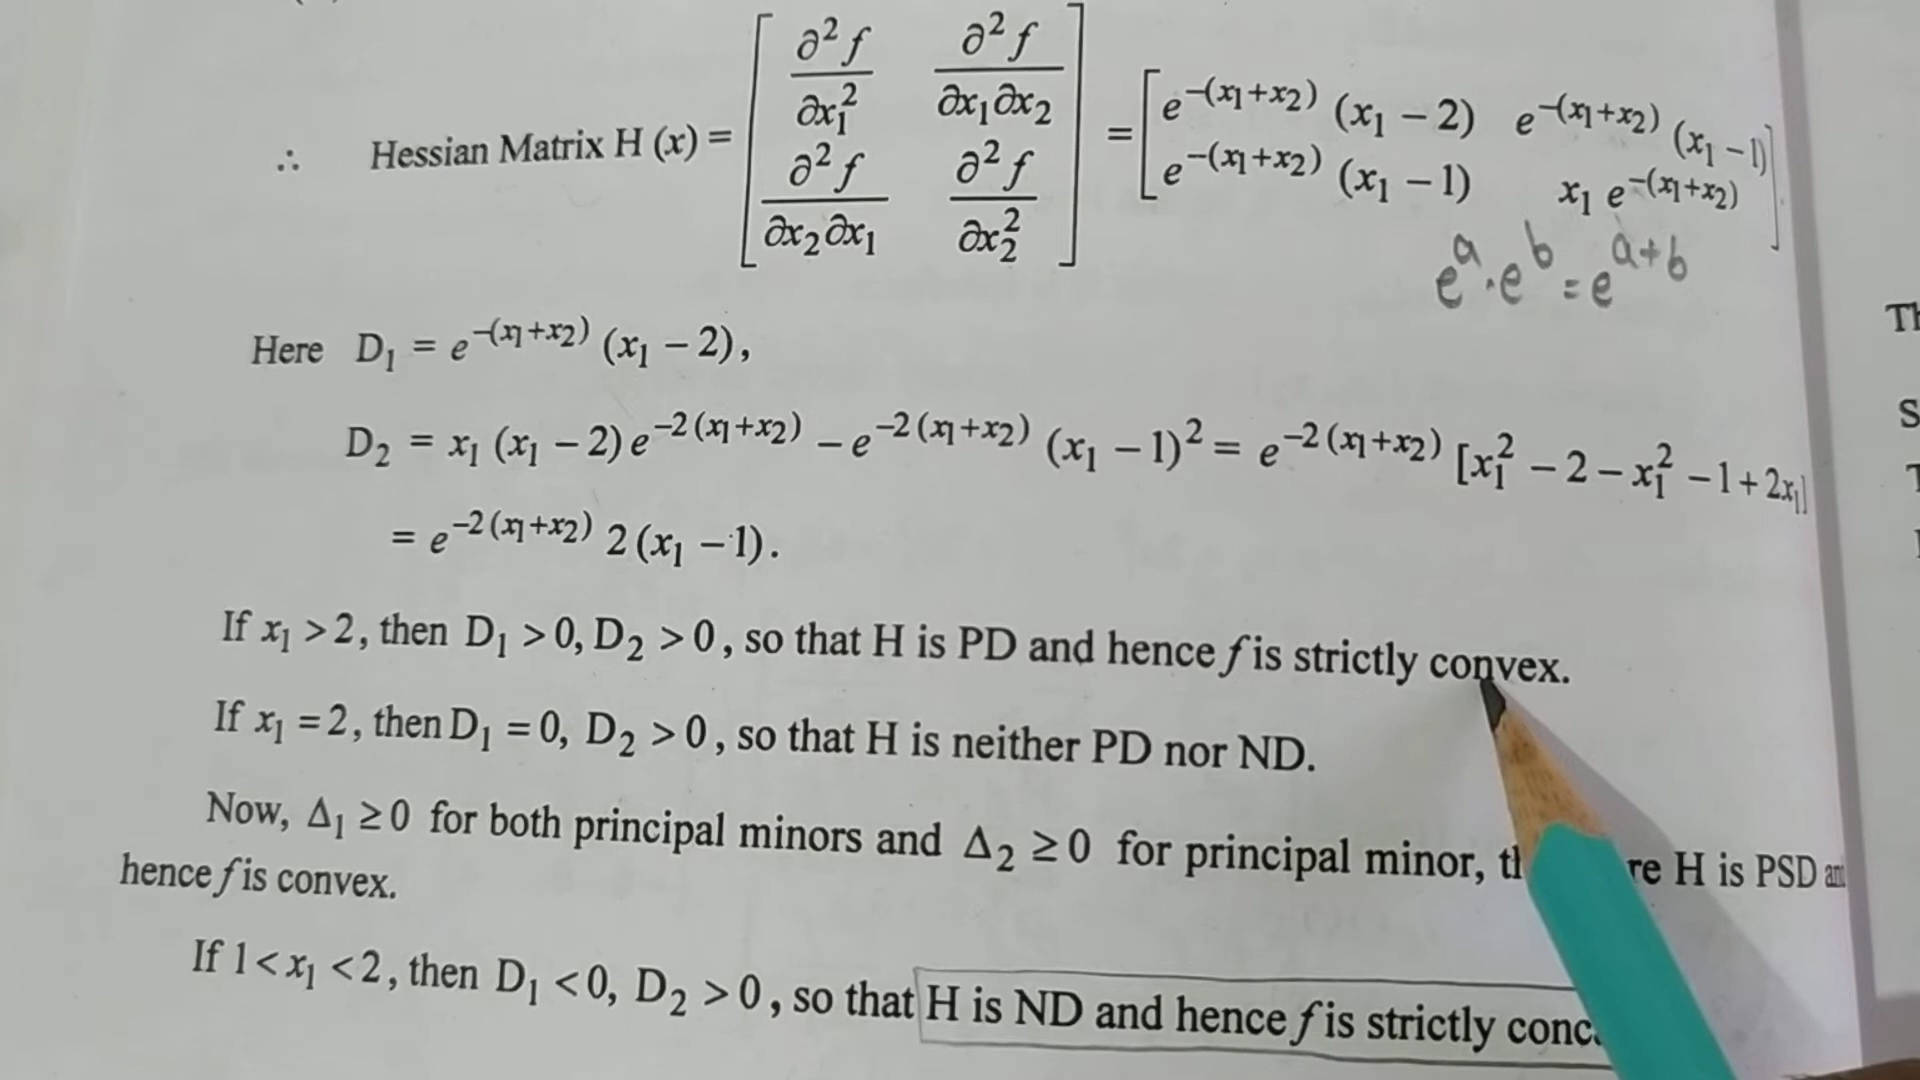 ∴ Hessian Matrix H (x) = [∂²f/∂x₁² ∂²f/∂x₁∂x₂; ∂²f/∂x₂∂x₁ ∂²f/∂x₂²] = [e^{-(x₁+x₂)} (x₁ – 2) e^{-(x₁+x₂)} (x₁ – 1); e^{-(x₁+x₂)} (x₁ – 1) x₁ e^{-(x₁+x₂)}]
e^a · e^b = e^{a+b}
Here D₁ = e^{-(x₁+x₂)} (x₁ – 2),
D₂ = x₁ (x₁ – 2) e^{-2(x₁+x₂)} – e^{-2(x₁+x₂)} (x₁ – 1)² = e^{-2(x₁+x₂)} [x₁² – 2 – x₁² – 1 + 2x₁]
= e^{-2(x₁+x₂)} 2 (x₁ – 1).
If x₁ > 2, then D₁ > 0, D₂ > 0, so that H is PD and hence f is strictly convex.
If x₁ = 2, then D₁ = 0, D₂ > 0, so that H is neither PD nor ND.
Now, Δ₁ ≥ 0 for both principal minors and Δ₂ ≥ 0 for principal minor, H is PSD
hence f is convex.
If 1 < x₁ < 2, then D₁ < 0, D₂ > 0, so that H is ND and hence f is strictly